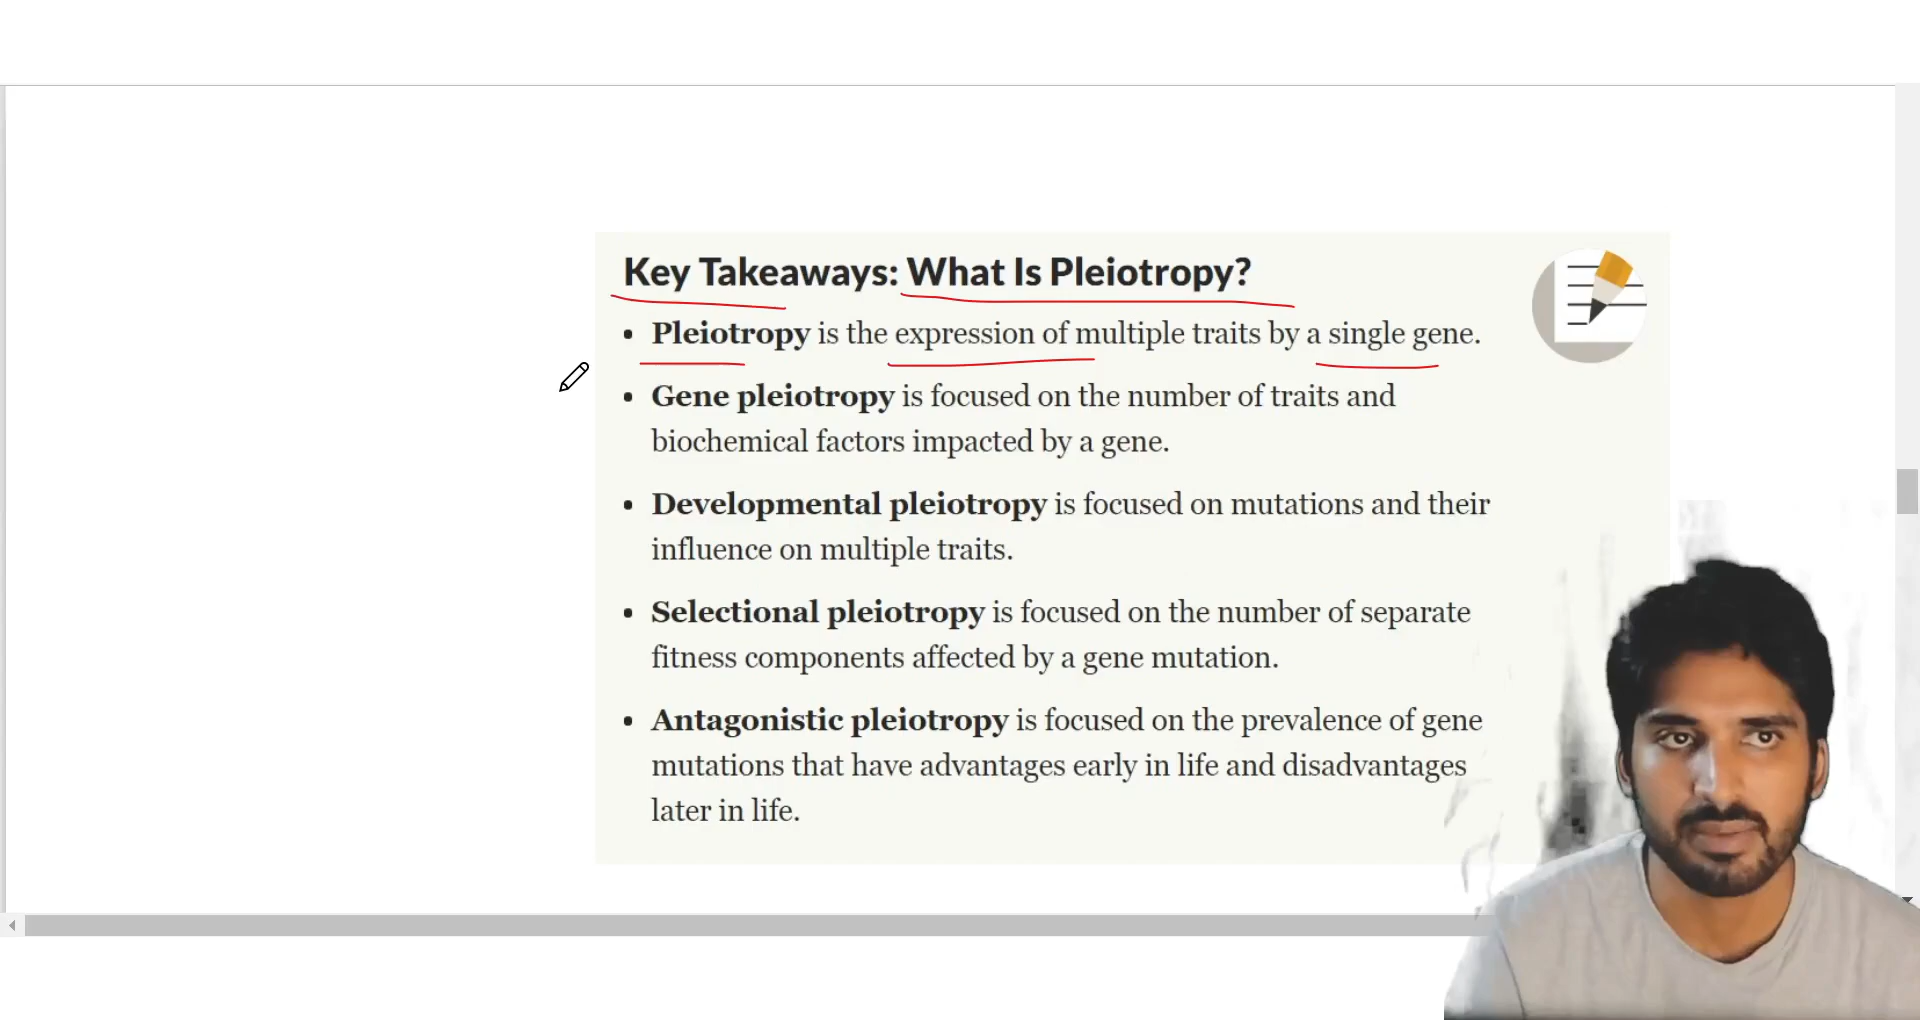 Key Takeaways: What Is Pleiotropy?
• Pleiotropy is the expression of multiple traits by a single gene.
• Gene pleiotropy is focused on the number of traits and
biochemical factors impacted by a gene.
• Developmental pleiotropy is focused on mutations and their
influence on multiple traits.
• Selectional pleiotropy is focused on the number of separate
fitness components affected by a gene mutation.
• Antagonistic pleiotropy is focused on the prevalence of gene
mutations that have advantages early in life and disadvantages
later in life.